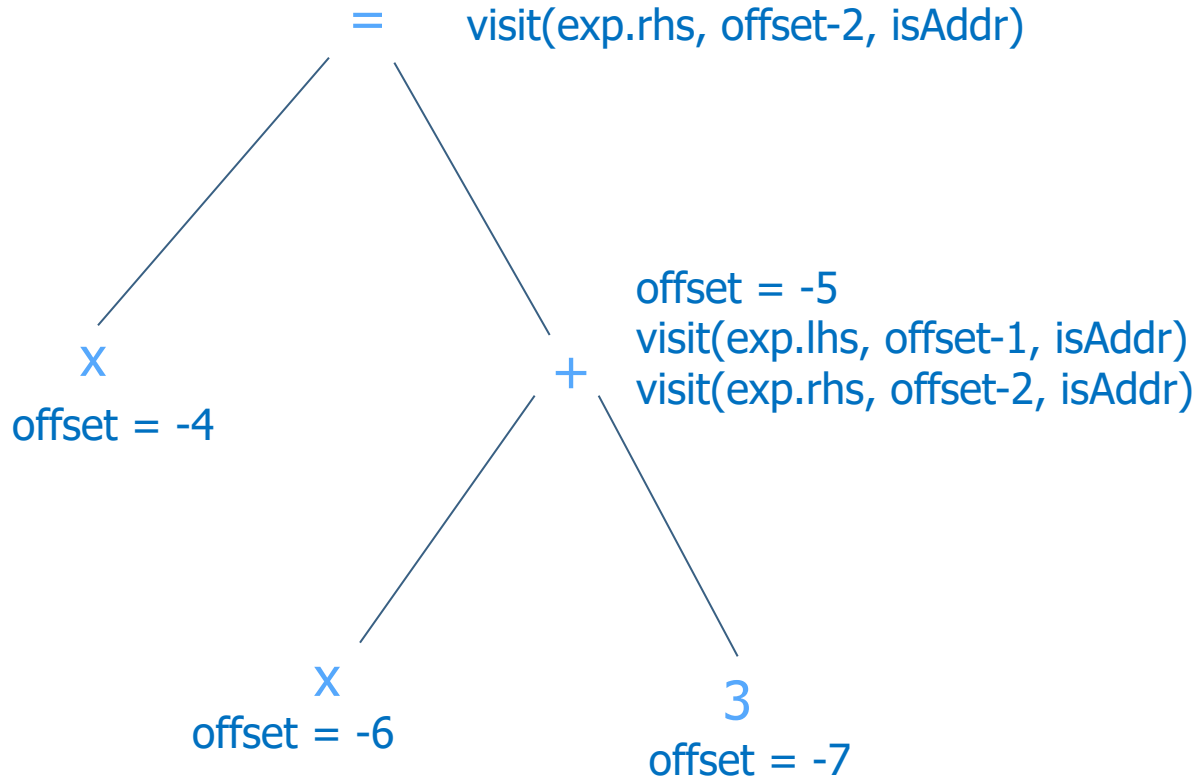 =
visit(exp.rhs, offset-2, isAddr)
x
offset = -4
+
offset = -5
visit(exp.lhs, offset-1, isAddr)
visit(exp.rhs, offset-2, isAddr)
x
offset = -6
3
offset = -7